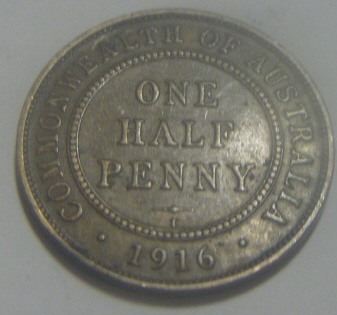 COMMONWEALTH OF AUSTRALIA
ONE
HALF
PENNY
I
1916